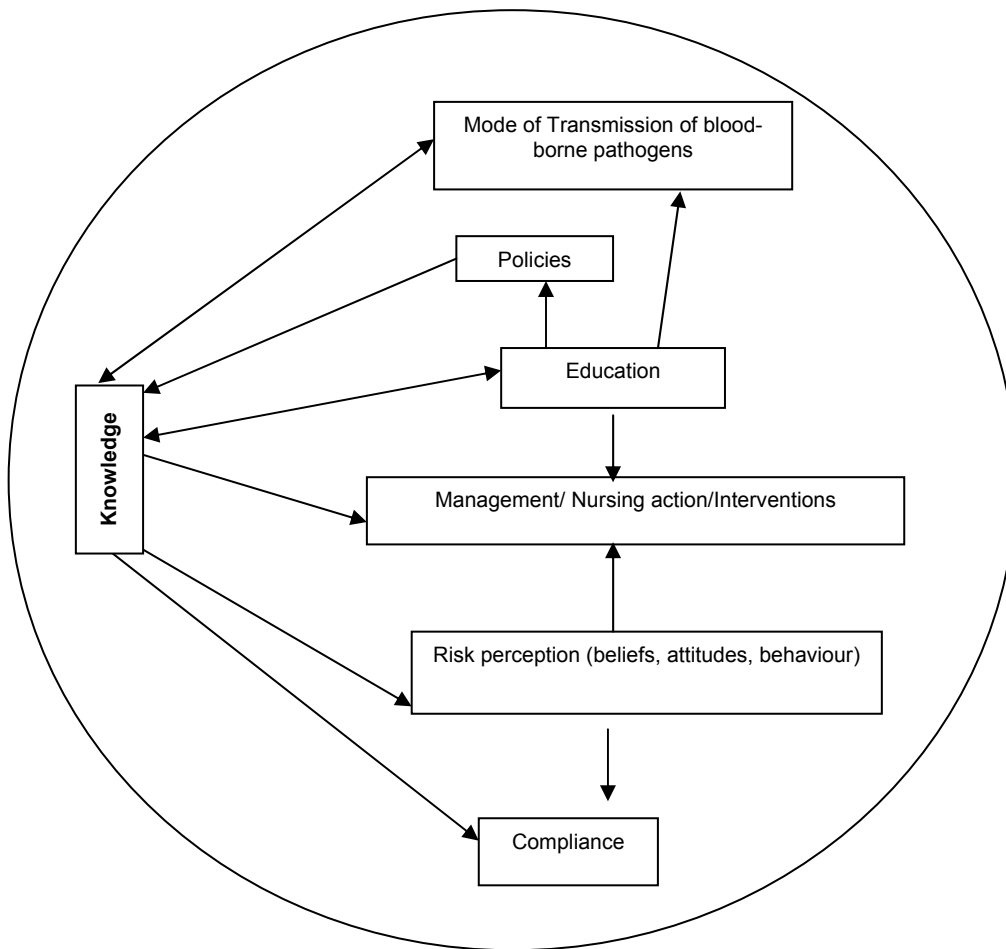 Mode of Transmission of blood-
borne pathogens
Policies
Education
Knowledge
Management/ Nursing action/Interventions
Risk perception (beliefs, attitudes, behaviour)
Compliance